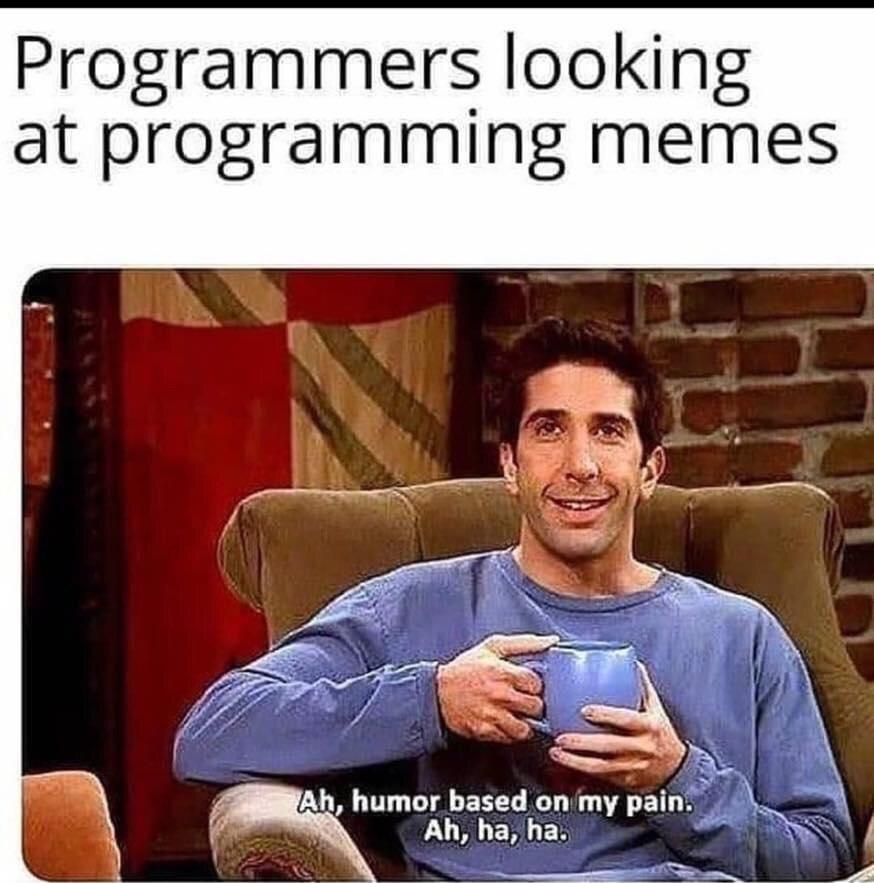 Programmers looking
at programming memes
Ah, humor based on my pain.
Ah, ha, ha.